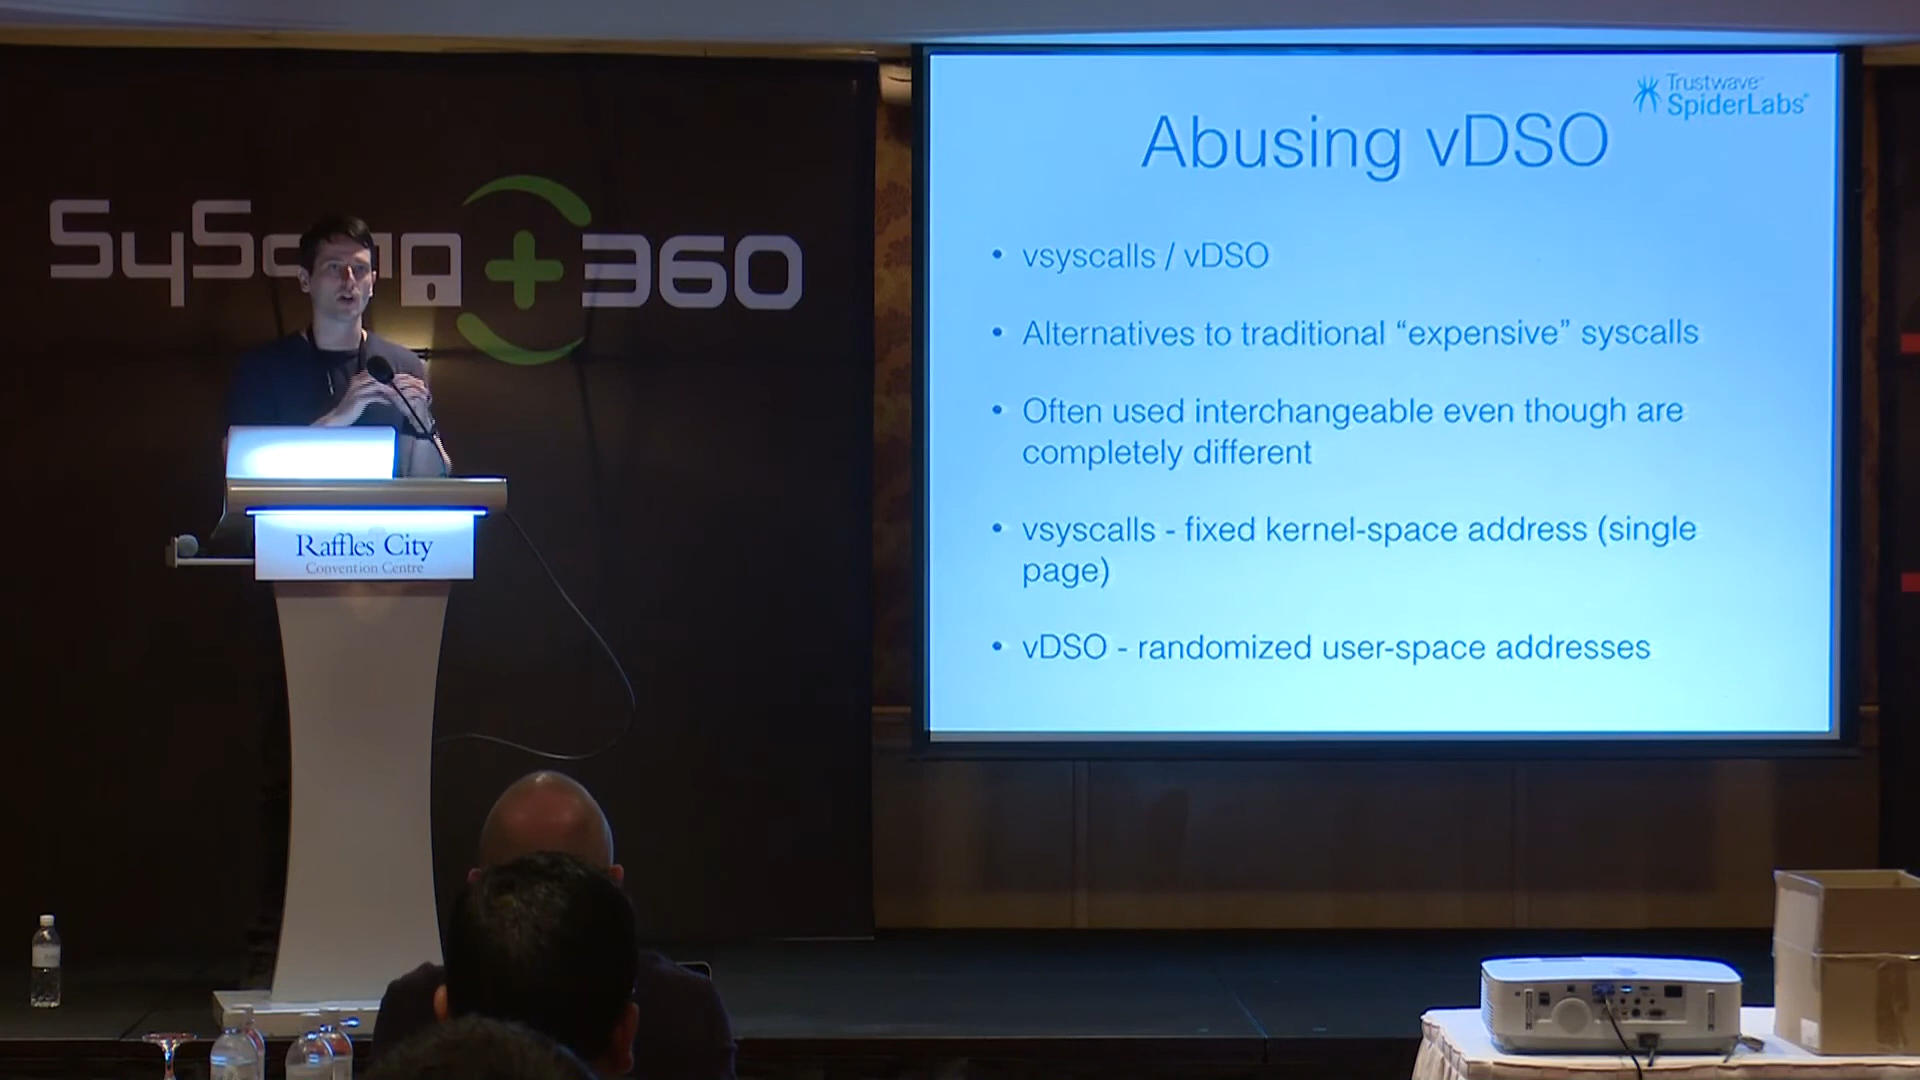 SyScan+360
Raffles City
Convention Centre
Trustwave
SpiderLabs
Abusing vDSO
• vsyscalls / vDSO
• Alternatives to traditional “expensive” syscalls
• Often used interchangeable even though are
completely different
• vsyscalls - fixed kernel-space address (single
page)
• vDSO - randomized user-space addresses